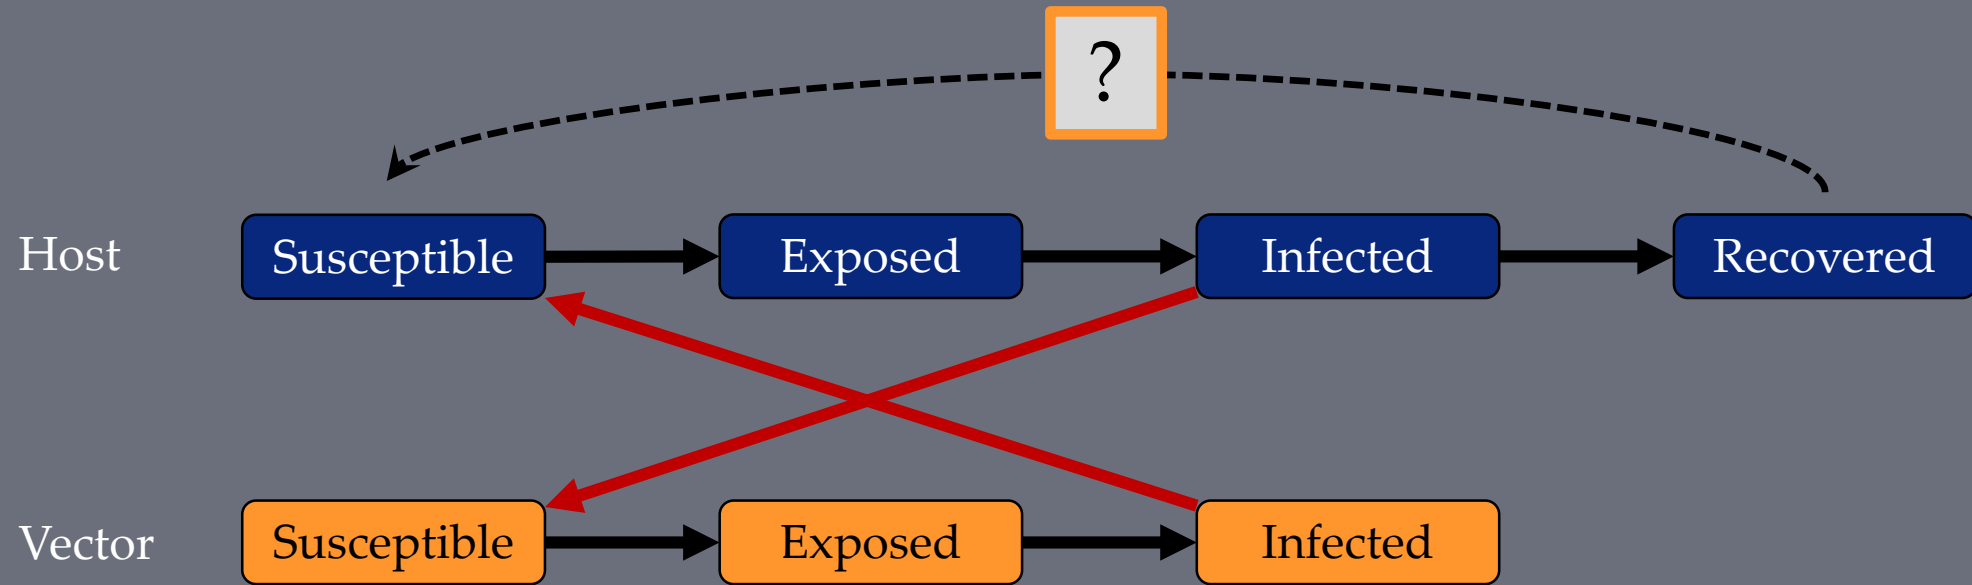 ?
Host
Susceptible
Exposed
Infected
Recovered
Vector
Susceptible
Exposed
Infected